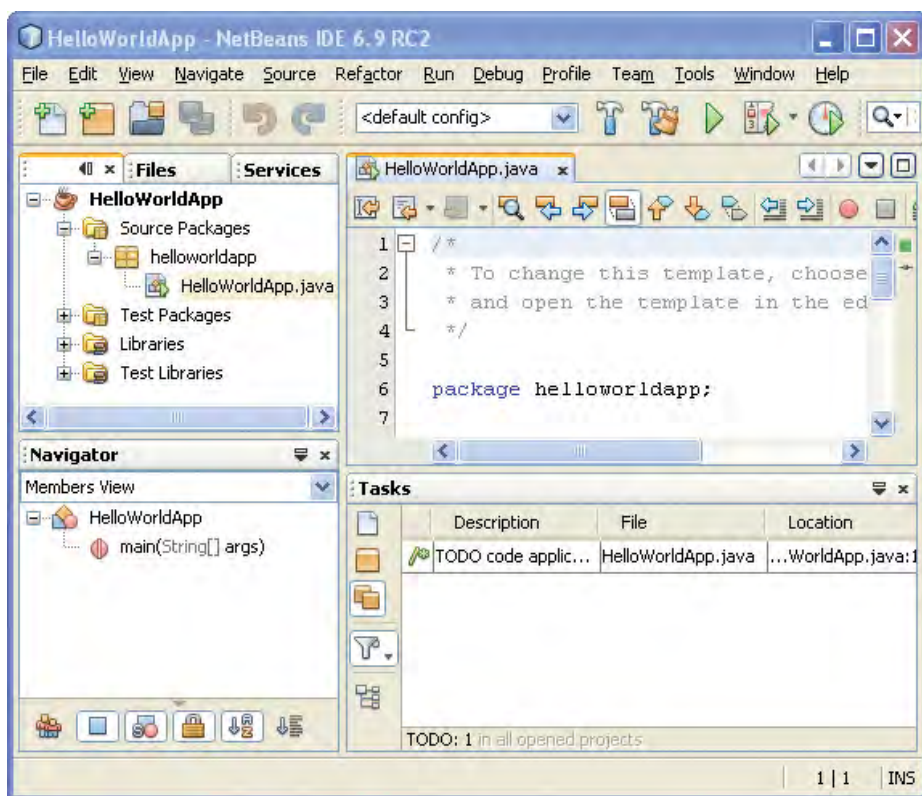 HelloWorldApp - NetBeans IDE 6.9 RC2
File Edit View Navigate Source Refactor Run Debug Profile Team Tools Window Help
<default config>
Files Services
HelloWorldApp
Source Packages
helloworldapp
HelloWorldApp.java
Test Packages
Libraries
Test Libraries
HelloWorldApp.java
1 /*
2 * To change this template, choose
3 * and open the template in the ed
4 */
5
6 package helloworldapp;
7
Navigator
Members View
HelloWorldApp
main(String[] args)
Tasks
Description File Location
TODO code applic... HelloWorldApp.java ...WorldApp.java:1
TODO: 1 in all opened projects
1 | 1 INS